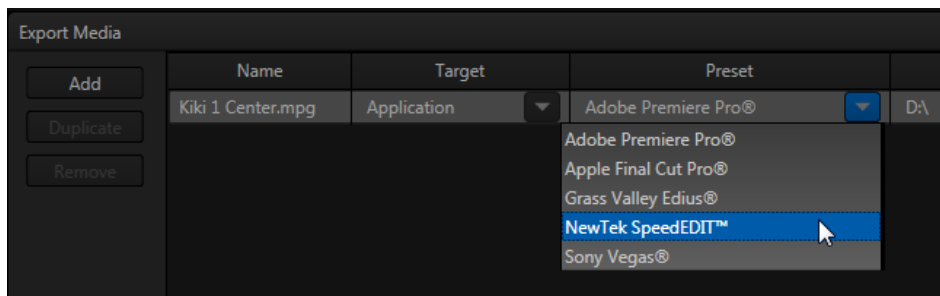 Export Media
Add
Duplicate
Remove
Name Target Preset
Kiki 1 Center.mpg Application Adobe Premiere Pro® D:\
Adobe Premiere Pro®
Apple Final Cut Pro®
Grass Valley Edius®
NewTek SpeedEDIT™
Sony Vegas®